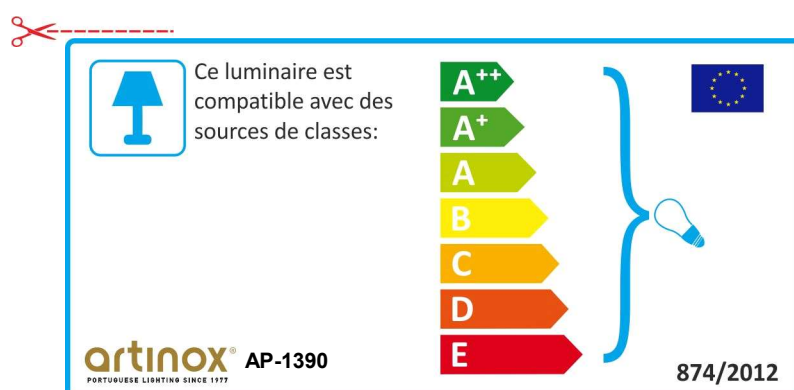 Ce luminaire est
compatible avec des
sources de classes:
A++
A+
A
B
C
D
E
artinox® AP-1390
PORTUGUESE LIGHTING SINCE 1977
874/2012